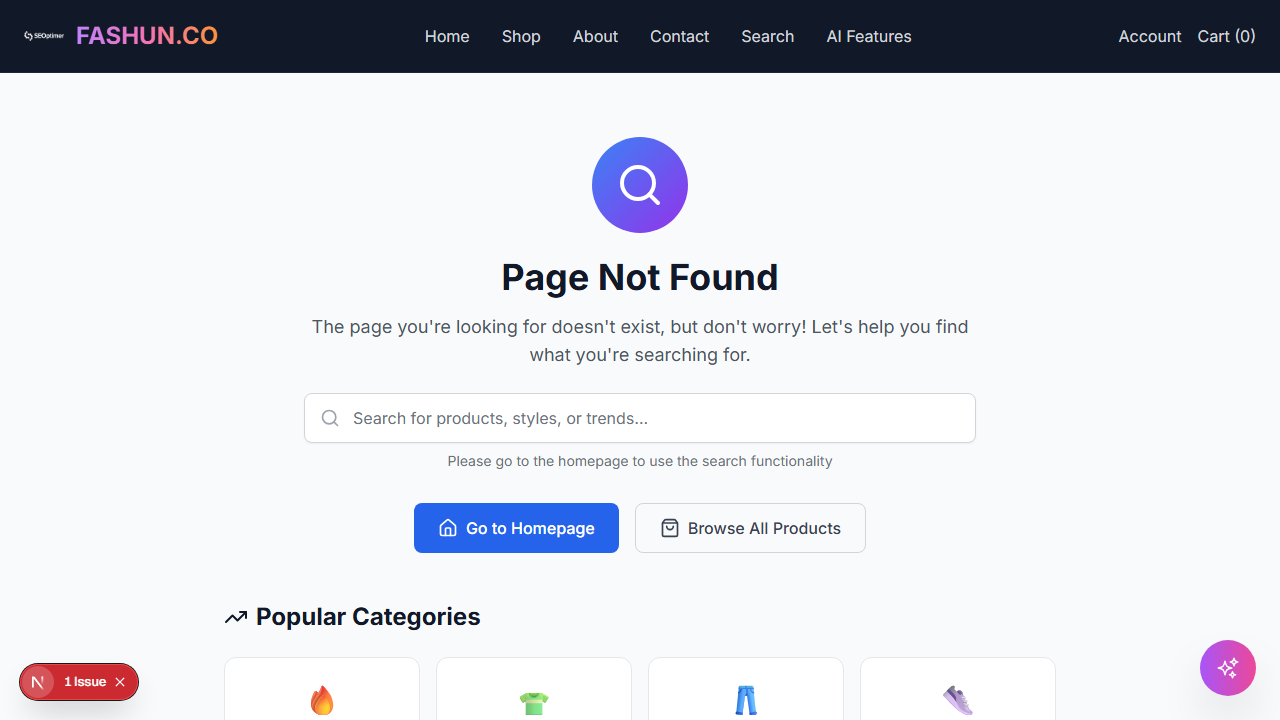 SEOptimer
FASHUN.CO
Home
Shop
About
Contact
Search
AI Features
Account
Cart (0)
Page Not Found
The page you're looking for doesn't exist, but don't worry! Let's help you find
what you're searching for.
Search for products, styles, or trends...
Please go to the homepage to use the search functionality
Go to Homepage
Browse All Products
Popular Categories
N
1 Issue